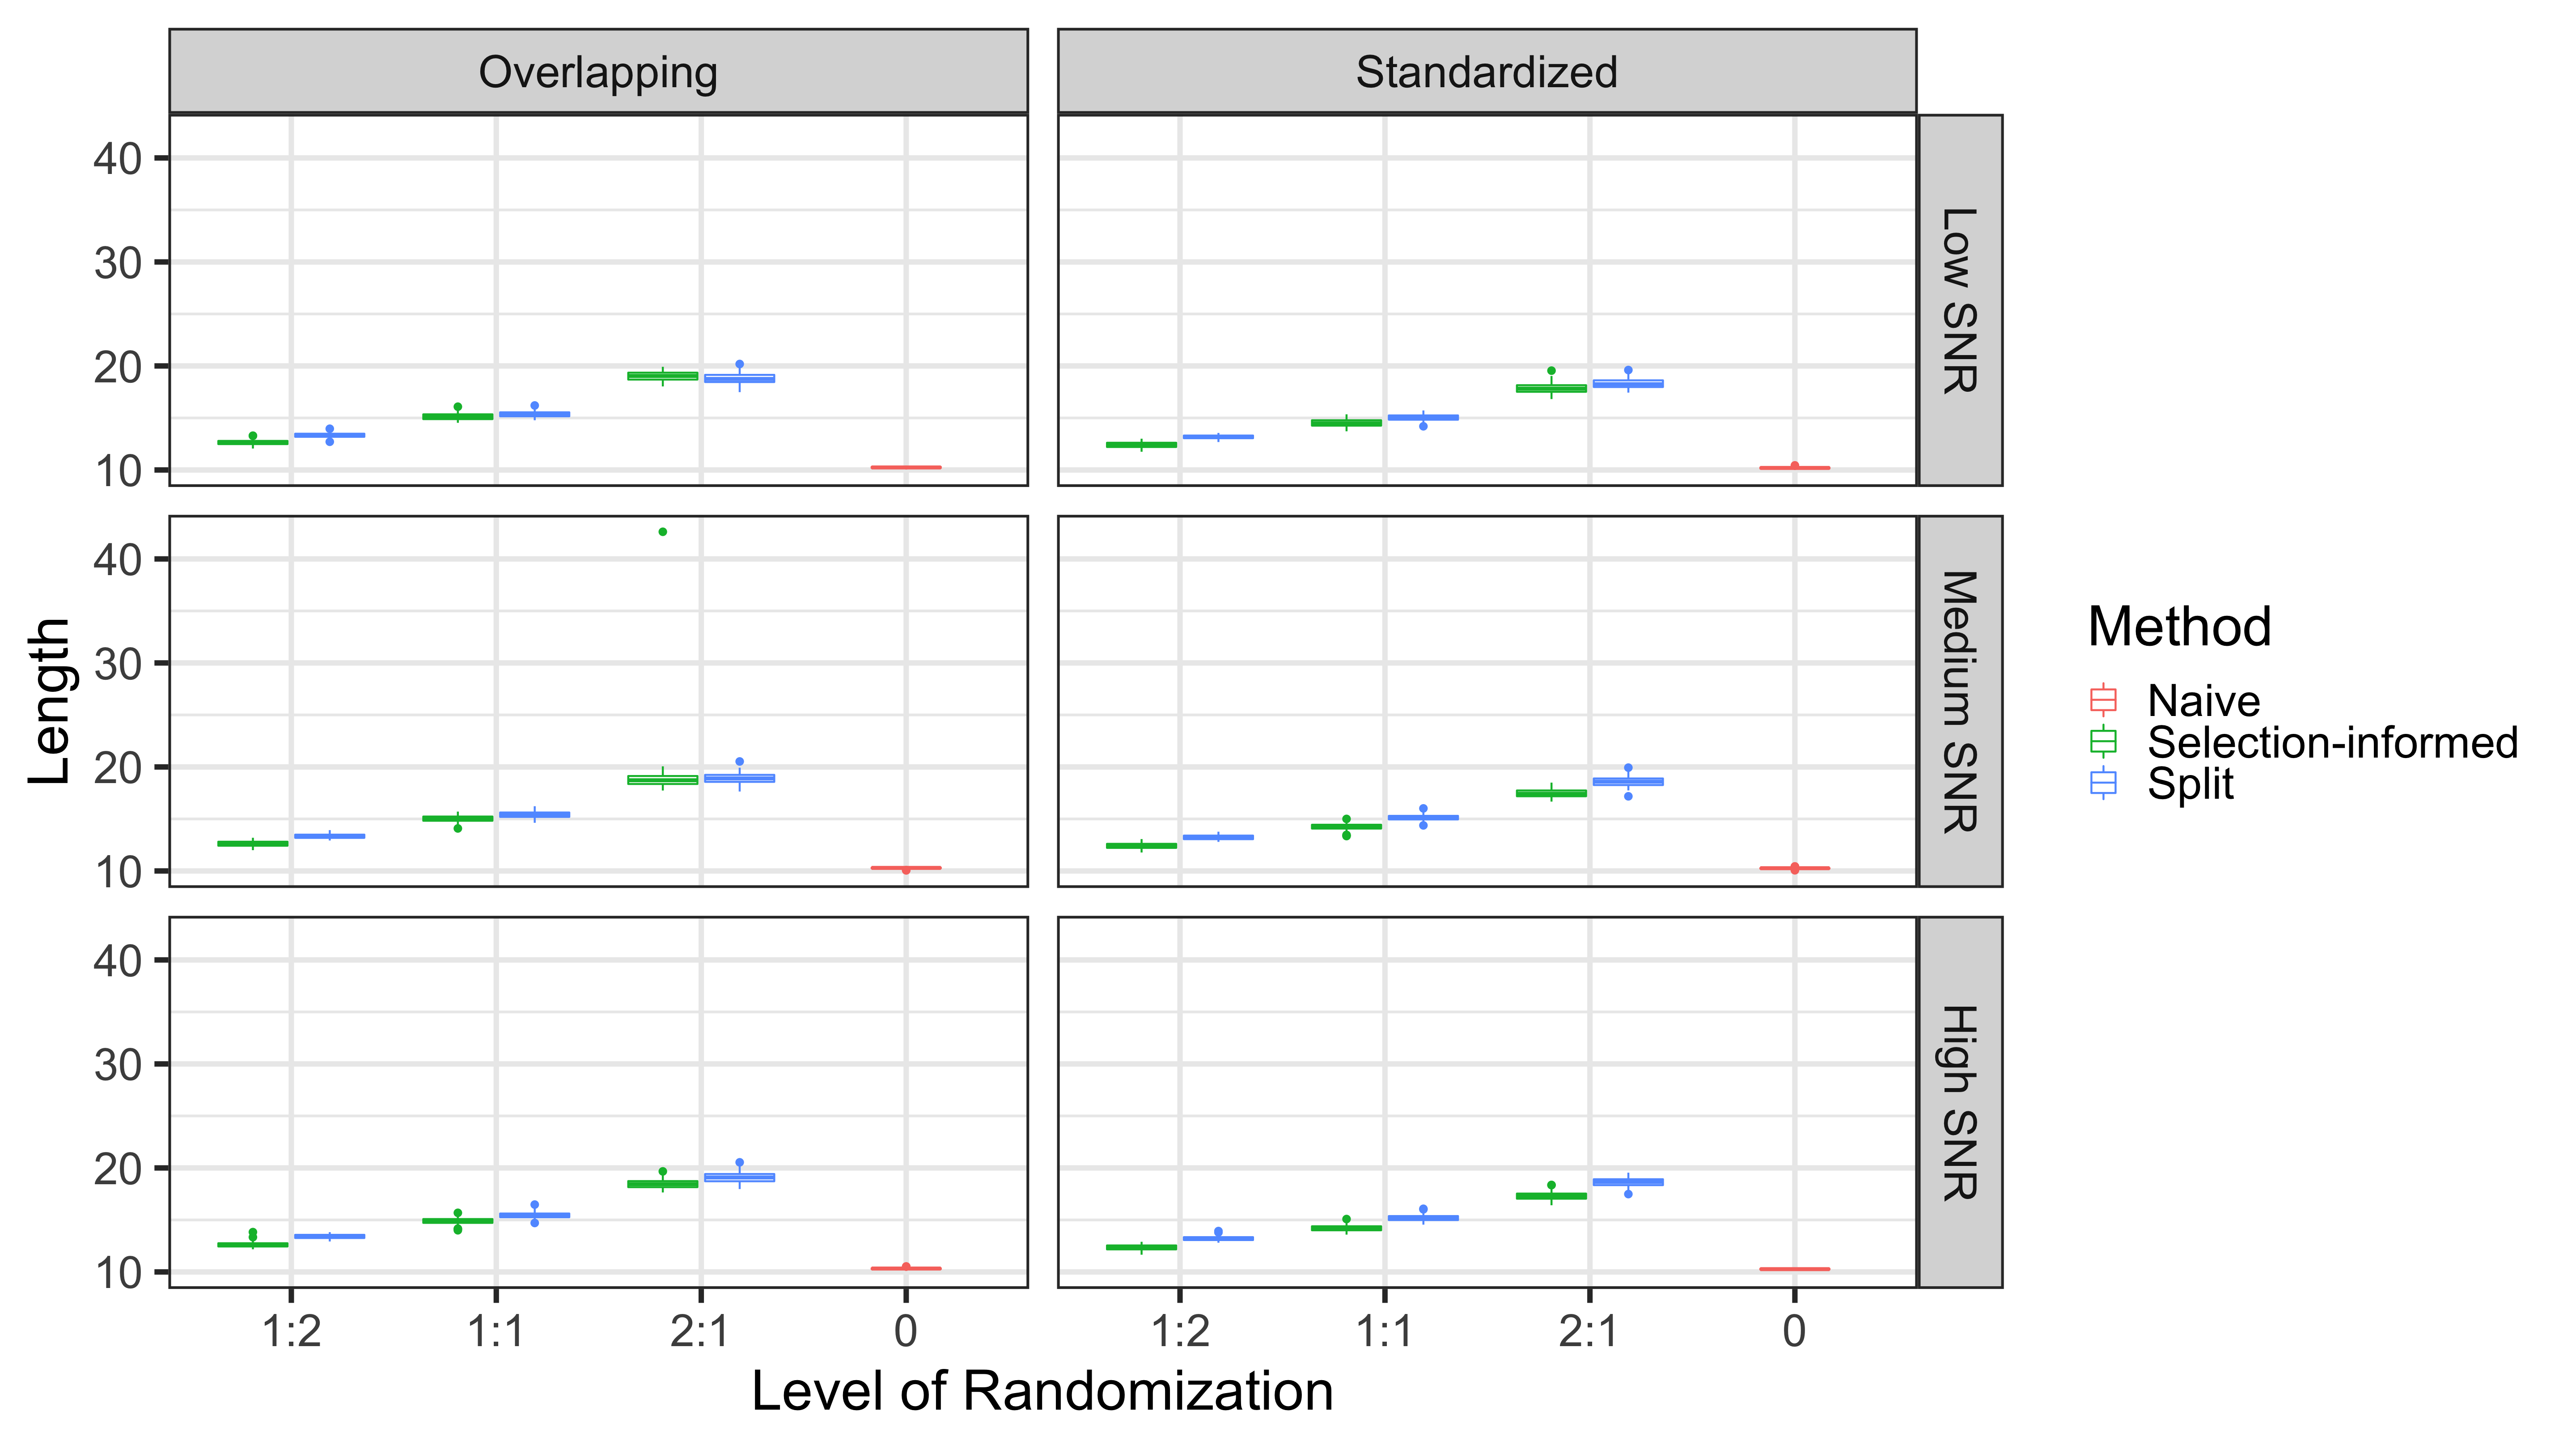 Overlapping
Standardized
40
30
20
10
Low SNR
40
30
20
10
Medium SNR
40
30
20
10
High SNR
Length
1:2
1:1
2:1
0
1:2
1:1
2:1
0
Level of Randomization
Method
Naive
Selection-informed
Split